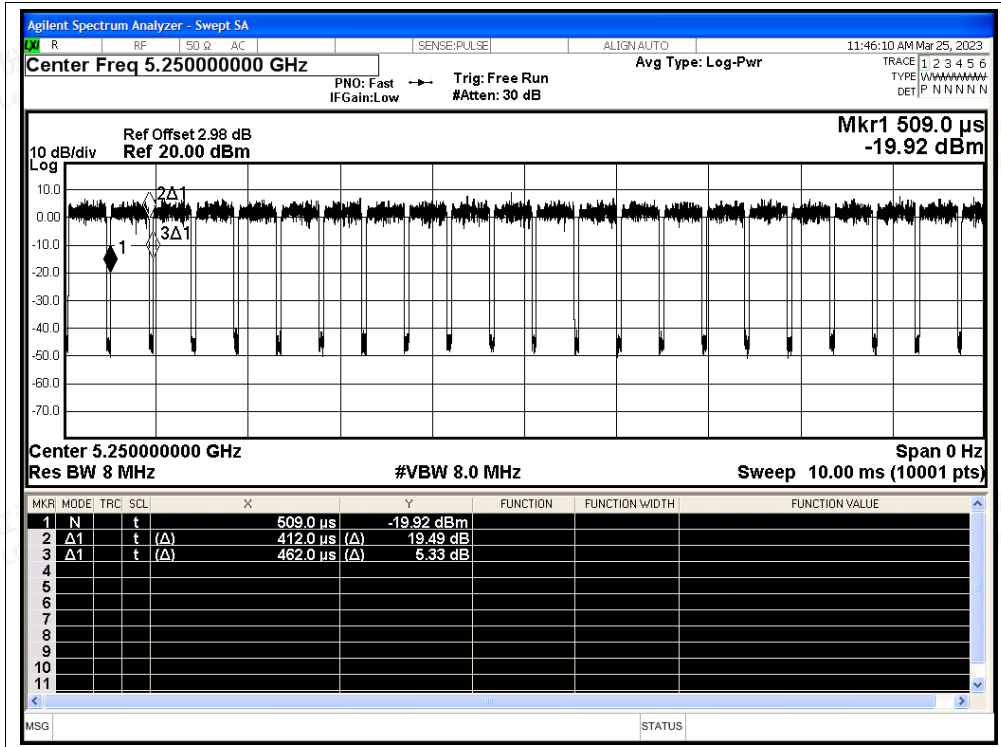 Agilent Spectrum Analyzer - Swept SA
LXI R RF 50 Ω AC SENSE:PULSE ALIGN AUTO 11:46:10 AM Mar 25, 2023
Center Freq 5.250000000 GHz Avg Type: Log-Pwr TRACE 1 2 3 4 5 6
PNO: Fast Trig: Free Run TYPE WWWWWW
IFGain:Low #Atten: 30 dB DET P N N N N N
Mkr1 509.0 µs
Ref Offset 2.98 dB
10 dB/div Ref 20.00 dBm -19.92 dBm
Log
10.0
2Δ1
0.00
3Δ1
-10.0
1
-20.0
-30.0
-40.0
-50.0
-60.0
-70.0
Center 5.250000000 GHz Span 0 Hz
Res BW 8 MHz #VBW 8.0 MHz Sweep 10.00 ms (10001 pts)
MKR MODE TRC SCL X Y FUNCTION FUNCTION WIDTH FUNCTION VALUE
1 N t 509.0 µs -19.92 dBm
2 Δ1 t (Δ) 412.0 µs (Δ) 19.49 dB
3 Δ1 t (Δ) 462.0 µs (Δ) 5.33 dB
4
5
6
7
8
9
10
11
MSG STATUS